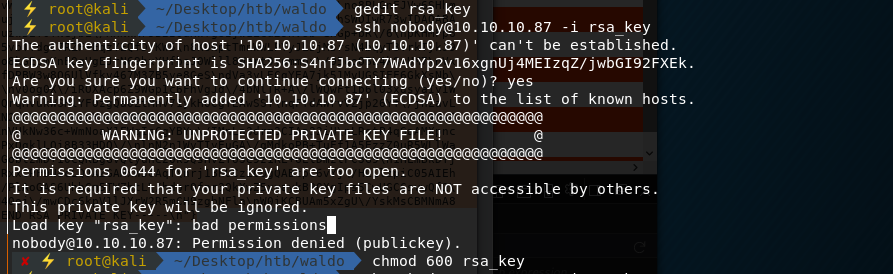 ⚡ root@kali ~/Desktop/htb/waldo gedit rsa_key
⚡ root@kali ~/Desktop/htb/waldo ssh nobody@10.10.10.87 -i rsa_key
The authenticity of host '10.10.10.87 (10.10.10.87)' can't be established.
ECDSA key fingerprint is SHA256:S4nfJbcTY7WAdYp2v16xgnUj4MEIzqZ/jwbGI92FXEk.
Are you sure you want to continue connecting (yes/no)? yes
Warning: Permanently added '10.10.10.87' (ECDSA) to the list of known hosts.
@@@@@@@@@@@@@@@@@@@@@@@@@@@@@@@@@@@@@@@@@@@@@@@@@@@@@@@@@@@
@         WARNING: UNPROTECTED PRIVATE KEY FILE!          @
@@@@@@@@@@@@@@@@@@@@@@@@@@@@@@@@@@@@@@@@@@@@@@@@@@@@@@@@@@@
Permissions 0644 for 'rsa_key' are too open.
It is required that your private key files are NOT accessible by others.
This private key will be ignored.
Load key "rsa_key": bad permissions
nobody@10.10.10.87: Permission denied (publickey).
✘ ⚡ root@kali ~/Desktop/htb/waldo chmod 600 rsa_key